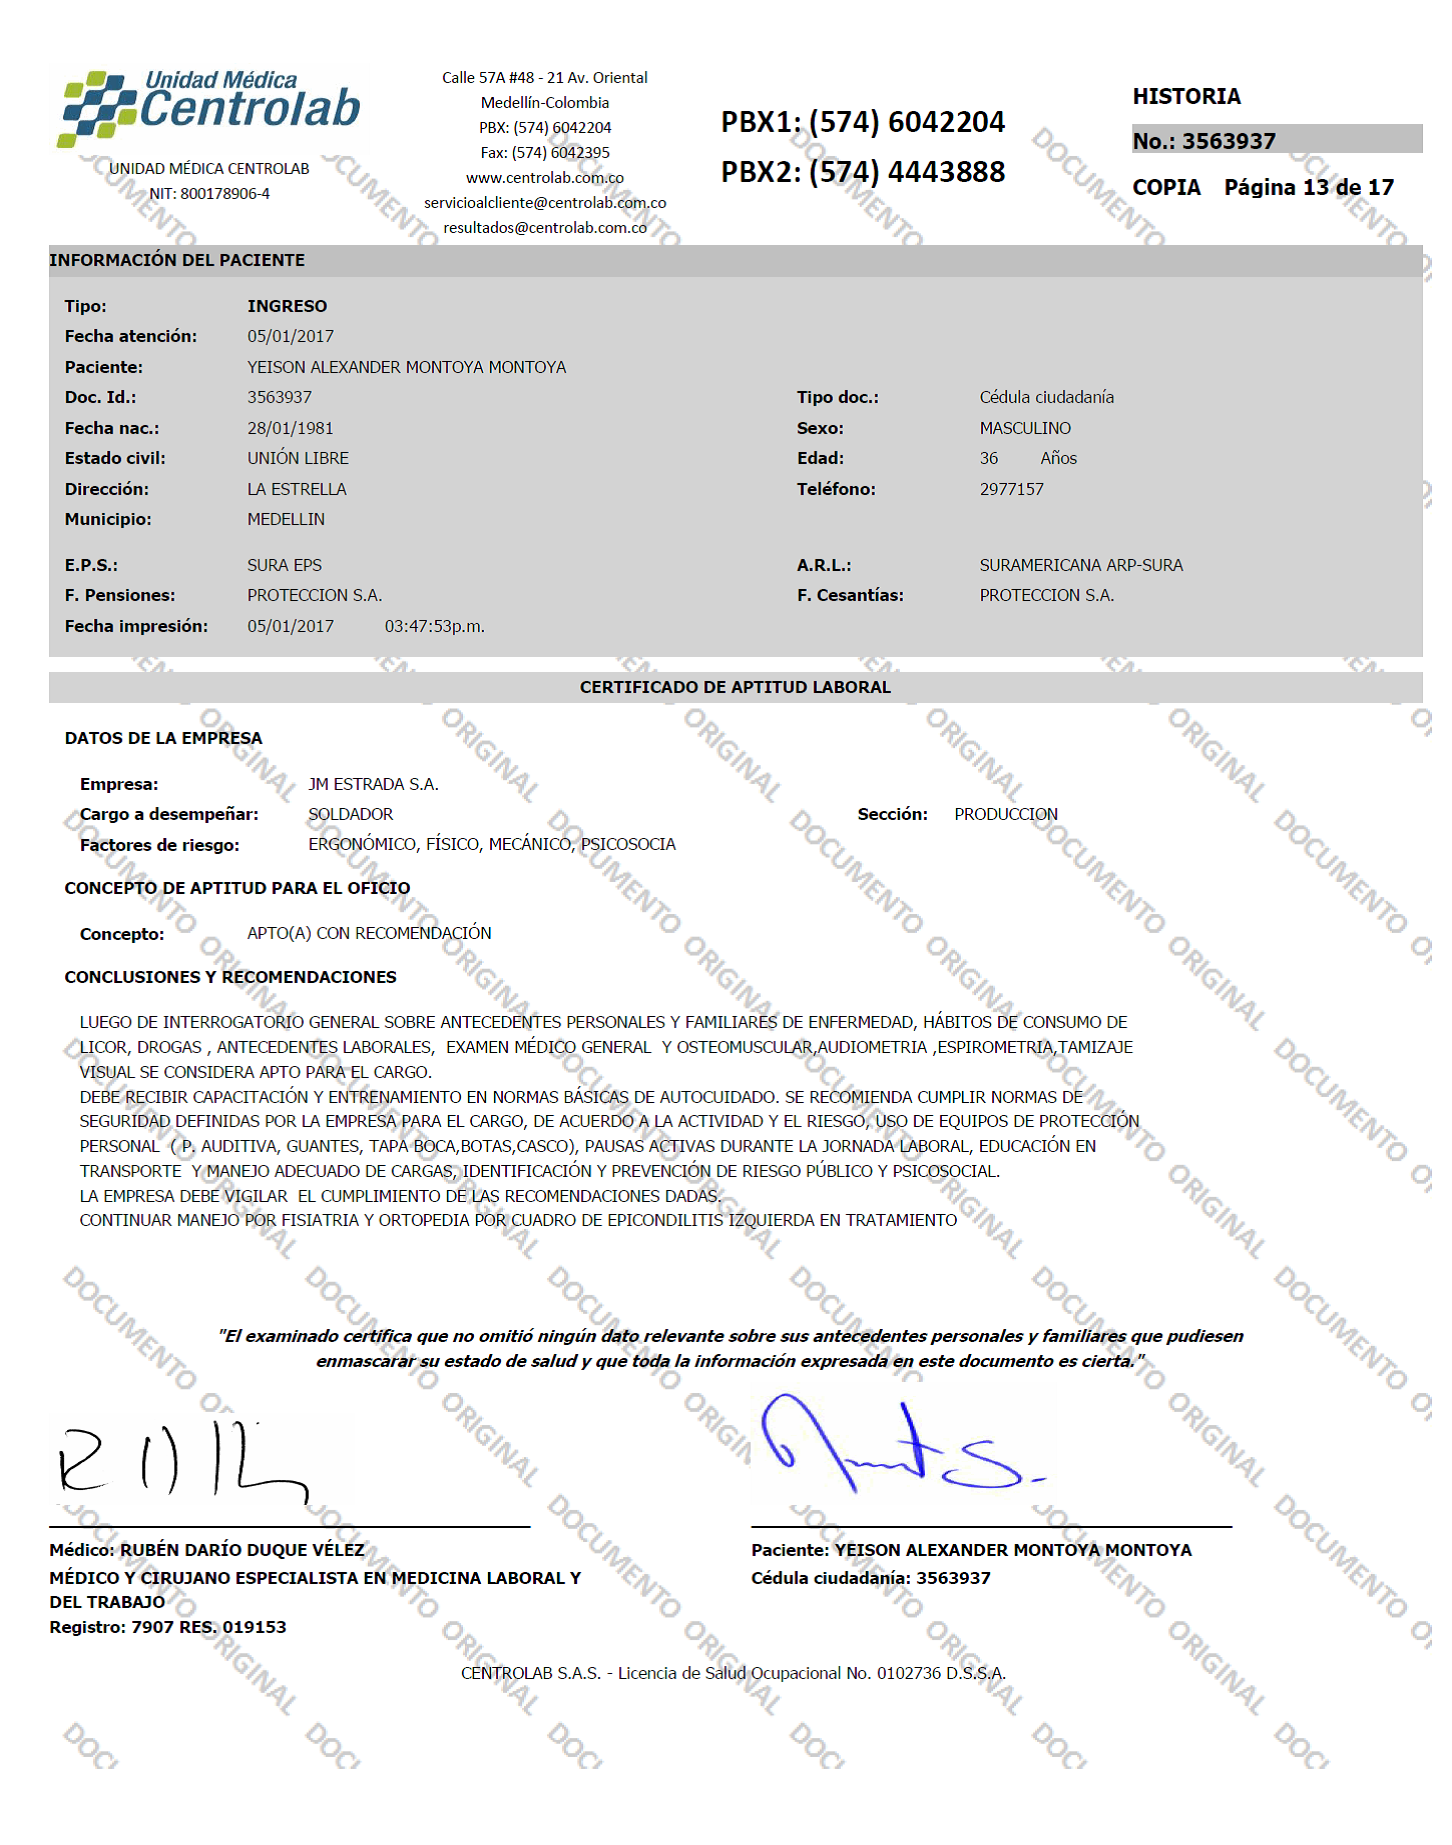 Unidad Médica
Centrolab
UNIDAD MÉDICA CENTROLAB
NIT: 800178906-4
Calle 57A #48 - 21 Av. Oriental
Medellín-Colombia
PBX: (574) 6042204
Fax: (574) 6042395
www.centrolab.com.co
servicioalcliente@centrolab.com.co
resultados@centrolab.com.co
PBX1: (574) 6042204
PBX2: (574) 4443888
HISTORIA
No.: 3563937
COPIA Página 13 de 17
INFORMACIÓN DEL PACIENTE
Tipo: INGRESO
Fecha atención: 05/01/2017
Paciente: YEISON ALEXANDER MONTOYA MONTOYA
Doc. Id.: 3563937 Tipo doc.: Cédula ciudadanía
Fecha nac.: 28/01/1981 Sexo: MASCULINO
Estado civil: UNIÓN LIBRE Edad: 36 Años
Dirección: LA ESTRELLA Teléfono: 2977157
Municipio: MEDELLIN
E.P.S.: SURA EPS A.R.L.: SURAMERICANA ARP-SURA
F. Pensiones: PROTECCION S.A. F. Cesantías: PROTECCION S.A.
Fecha impresión: 05/01/2017 03:47:53p.m.
CERTIFICADO DE APTITUD LABORAL
DATOS DE LA EMPRESA
Empresa: JM ESTRADA S.A.
Cargo a desempeñar: SOLDADOR Sección: PRODUCCION
Factores de riesgo: ERGONÓMICO, FÍSICO, MECÁNICO, PSICOSOCIA
CONCEPTO DE APTITUD PARA EL OFICIO
Concepto: APTO(A) CON RECOMENDACIÓN
CONCLUSIONES Y RECOMENDACIONES
LUEGO DE INTERROGATORIO GENERAL SOBRE ANTECEDENTES PERSONALES Y FAMILIARES DE ENFERMEDAD, HÁBITOS DE CONSUMO DE
LICOR, DROGAS , ANTECEDENTES LABORALES, EXAMEN MÉDICO GENERAL Y OSTEOMUSCULAR,AUDIOMETRIA ,ESPIROMETRIA,TAMIZAJE
VISUAL SE CONSIDERA APTO PARA EL CARGO.
DEBE RECIBIR CAPACITACIÓN Y ENTRENAMIENTO EN NORMAS BÁSICAS DE AUTOCUIDADO. SE RECOMIENDA CUMPLIR NORMAS DE
SEGURIDAD DEFINIDAS POR LA EMPRESA PARA EL CARGO, DE ACUERDO A LA ACTIVIDAD Y EL RIESGO, USO DE EQUIPOS DE PROTECCIÓN
PERSONAL ( P. AUDITIVA, GUANTES, TAPA BOCA,BOTAS,CASCO), PAUSAS ACTIVAS DURANTE LA JORNADA LABORAL, EDUCACIÓN EN
TRANSPORTE Y MANEJO ADECUADO DE CARGAS, IDENTIFICACIÓN Y PREVENCIÓN DE RIESGO PÚBLICO Y PSICOSOCIAL.
LA EMPRESA DEBE VIGILAR EL CUMPLIMIENTO DE LAS RECOMENDACIONES DADAS.
CONTINUAR MANEJO POR FISIATRIA Y ORTOPEDIA POR CUADRO DE EPICONDILITIS IZQUIERDA EN TRATAMIENTO
"El examinado certifica que no omitió ningún dato relevante sobre sus antecedentes personales y familiares que pudiesen
enmascarar su estado de salud y que toda la información expresada en este documento es cierta."
Médico: RUBÉN DARÍO DUQUE VÉLEZ
MÉDICO Y CIRUJANO ESPECIALISTA EN MEDICINA LABORAL Y
DEL TRABAJO
Registro: 7907 RES. 019153
Paciente: YEISON ALEXANDER MONTOYA MONTOYA
Cédula ciudadanía: 3563937
CENTROLAB S.A.S. - Licencia de Salud Ocupacional No. 0102736 D.S.S.A.
DOCUMENTO ORIGINAL